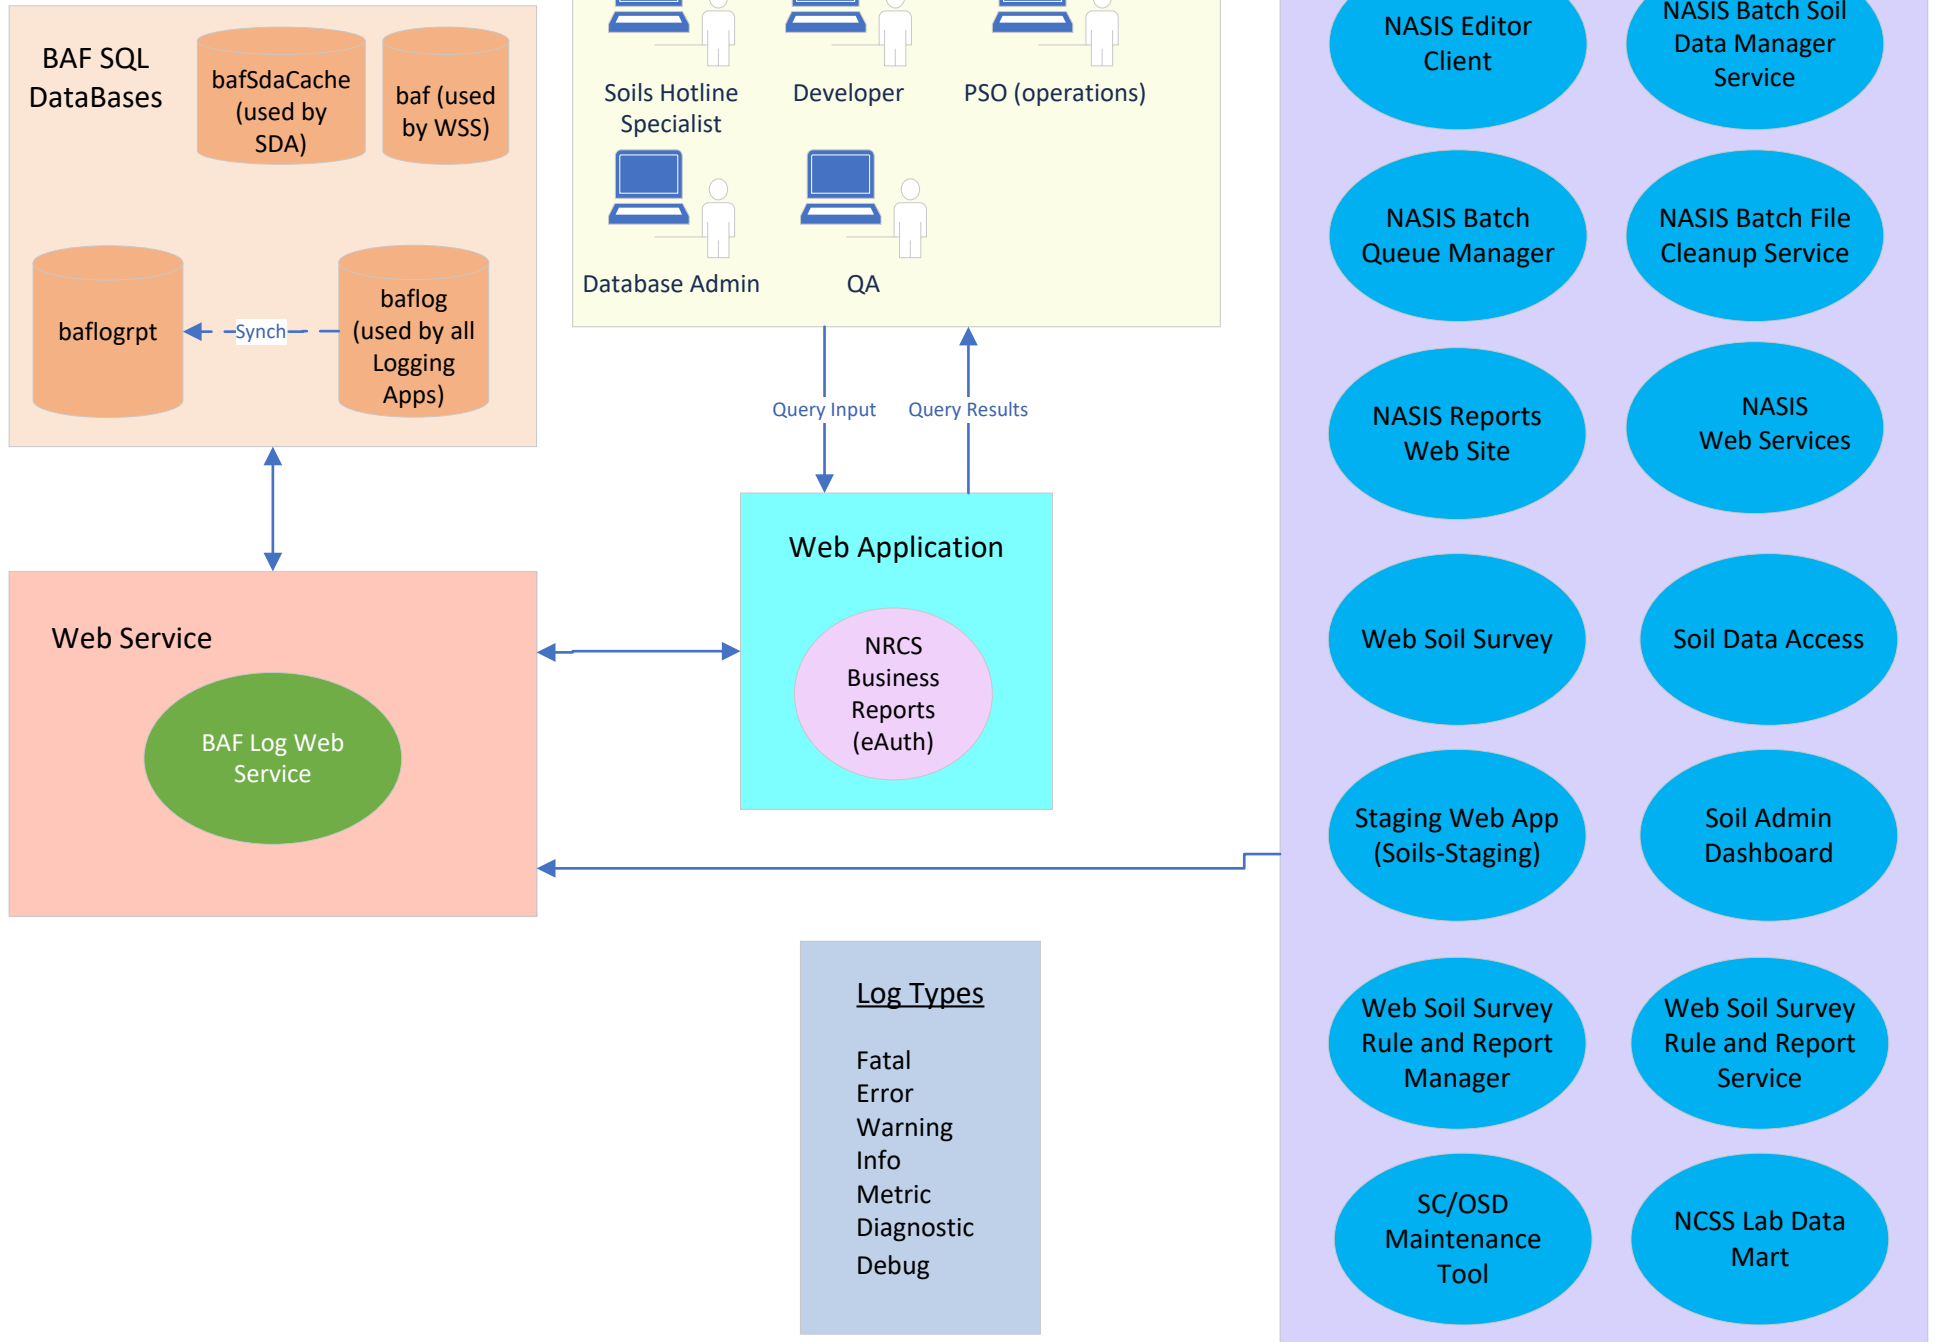 BAF SQL
DataBases
bafSdaCache
(used by
SDA)
baf (used
by WSS)
baflogrpt
Synch
baflog
(used by all
Logging
Apps)
Soils Hotline
Specialist
Developer
PSO (operations)
Database Admin
QA
Query Input
Query Results
Web Service
BAF Log Web
Service
Web Application
NRCS
Business
Reports
(eAuth)
Log Types
Fatal
Error
Warning
Info
Metric
Diagnostic
Debug
NASIS Editor
Client
NASIS Batch Soil
Data Manager
Service
NASIS Batch
Queue Manager
NASIS Batch File
Cleanup Service
NASIS Reports
Web Site
NASIS
Web Services
Web Soil Survey
Soil Data Access
Staging Web App
(Soils-Staging)
Soil Admin
Dashboard
Web Soil Survey
Rule and Report
Manager
Web Soil Survey
Rule and Report
Service
SC/OSD
Maintenance
Tool
NCSS Lab Data
Mart